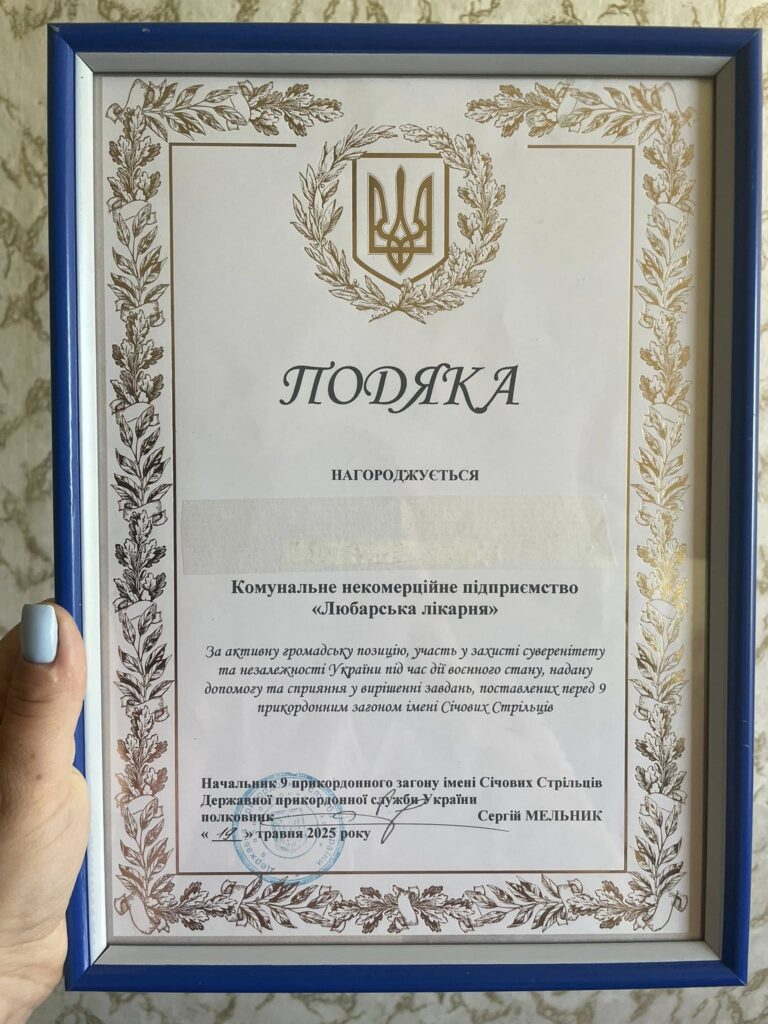 ПОДЯКА
НАГОРОДЖУЄТЬСЯ
Комунальне некомерційне підприємство
«Любарська лікарня»
За активну громадську позицію, участь у захисті суверенітету
та незалежності України під час дії воєнного стану, надану
допомогу та сприяння у вирішенні завдань, поставлених перед 9
прикордонним загоном імені Січових Стрільців
Начальник 9 прикордонного загону імені Січових Стрільців
Державної прикордонної служби України
полковник Сергій МЕЛЬНИК
« 19 » травня 2025 року